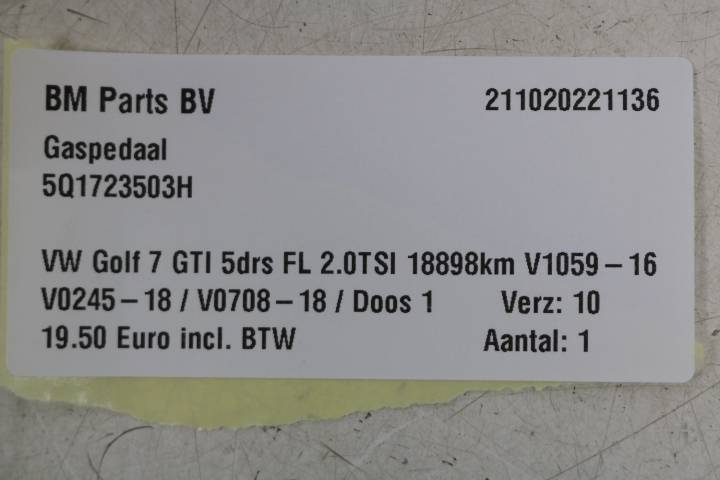 BM Parts BV 211020221136
Gaspedaal
5Q1723503H
VW Golf 7 GTI 5drs FL 2.0TSI 18898km V1059-16
V0245-18 / V0708-18 / Doos 1 Verz: 10
19.50 Euro incl. BTW Aantal: 1